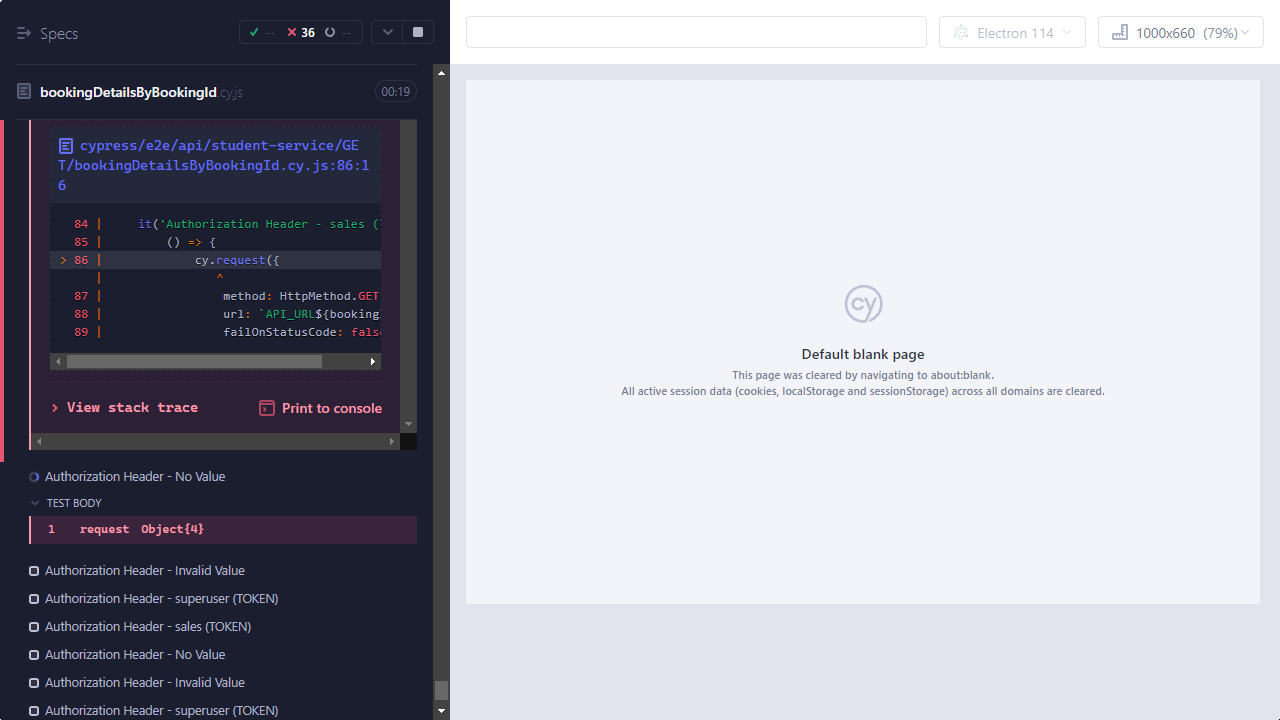 Specs
-- 36 --
Electron 114
1000x660 (79%)
bookingDetailsByBookingId.cy.js
00:19
cypress/e2e/api/student-service/GE
T/bookingDetailsByBookingId.cy.js:86:1
6
84 | it('Authorization Header - sales (
85 | () => {
> 86 | cy.request({
| ^
87 | method: HttpMethod.GET
88 | url: `API_URL${booking
89 | failOnStatusCode: false
View stack trace
Print to console
Authorization Header - No Value
TEST BODY
1 request Object{4}
Authorization Header - Invalid Value
Authorization Header - superuser (TOKEN)
Authorization Header - sales (TOKEN)
Authorization Header - No Value
Authorization Header - Invalid Value
Authorization Header - superuser (TOKEN)
cy
Default blank page
This page was cleared by navigating to about:blank.
All active session data (cookies, localStorage and sessionStorage) across all domains are cleared.